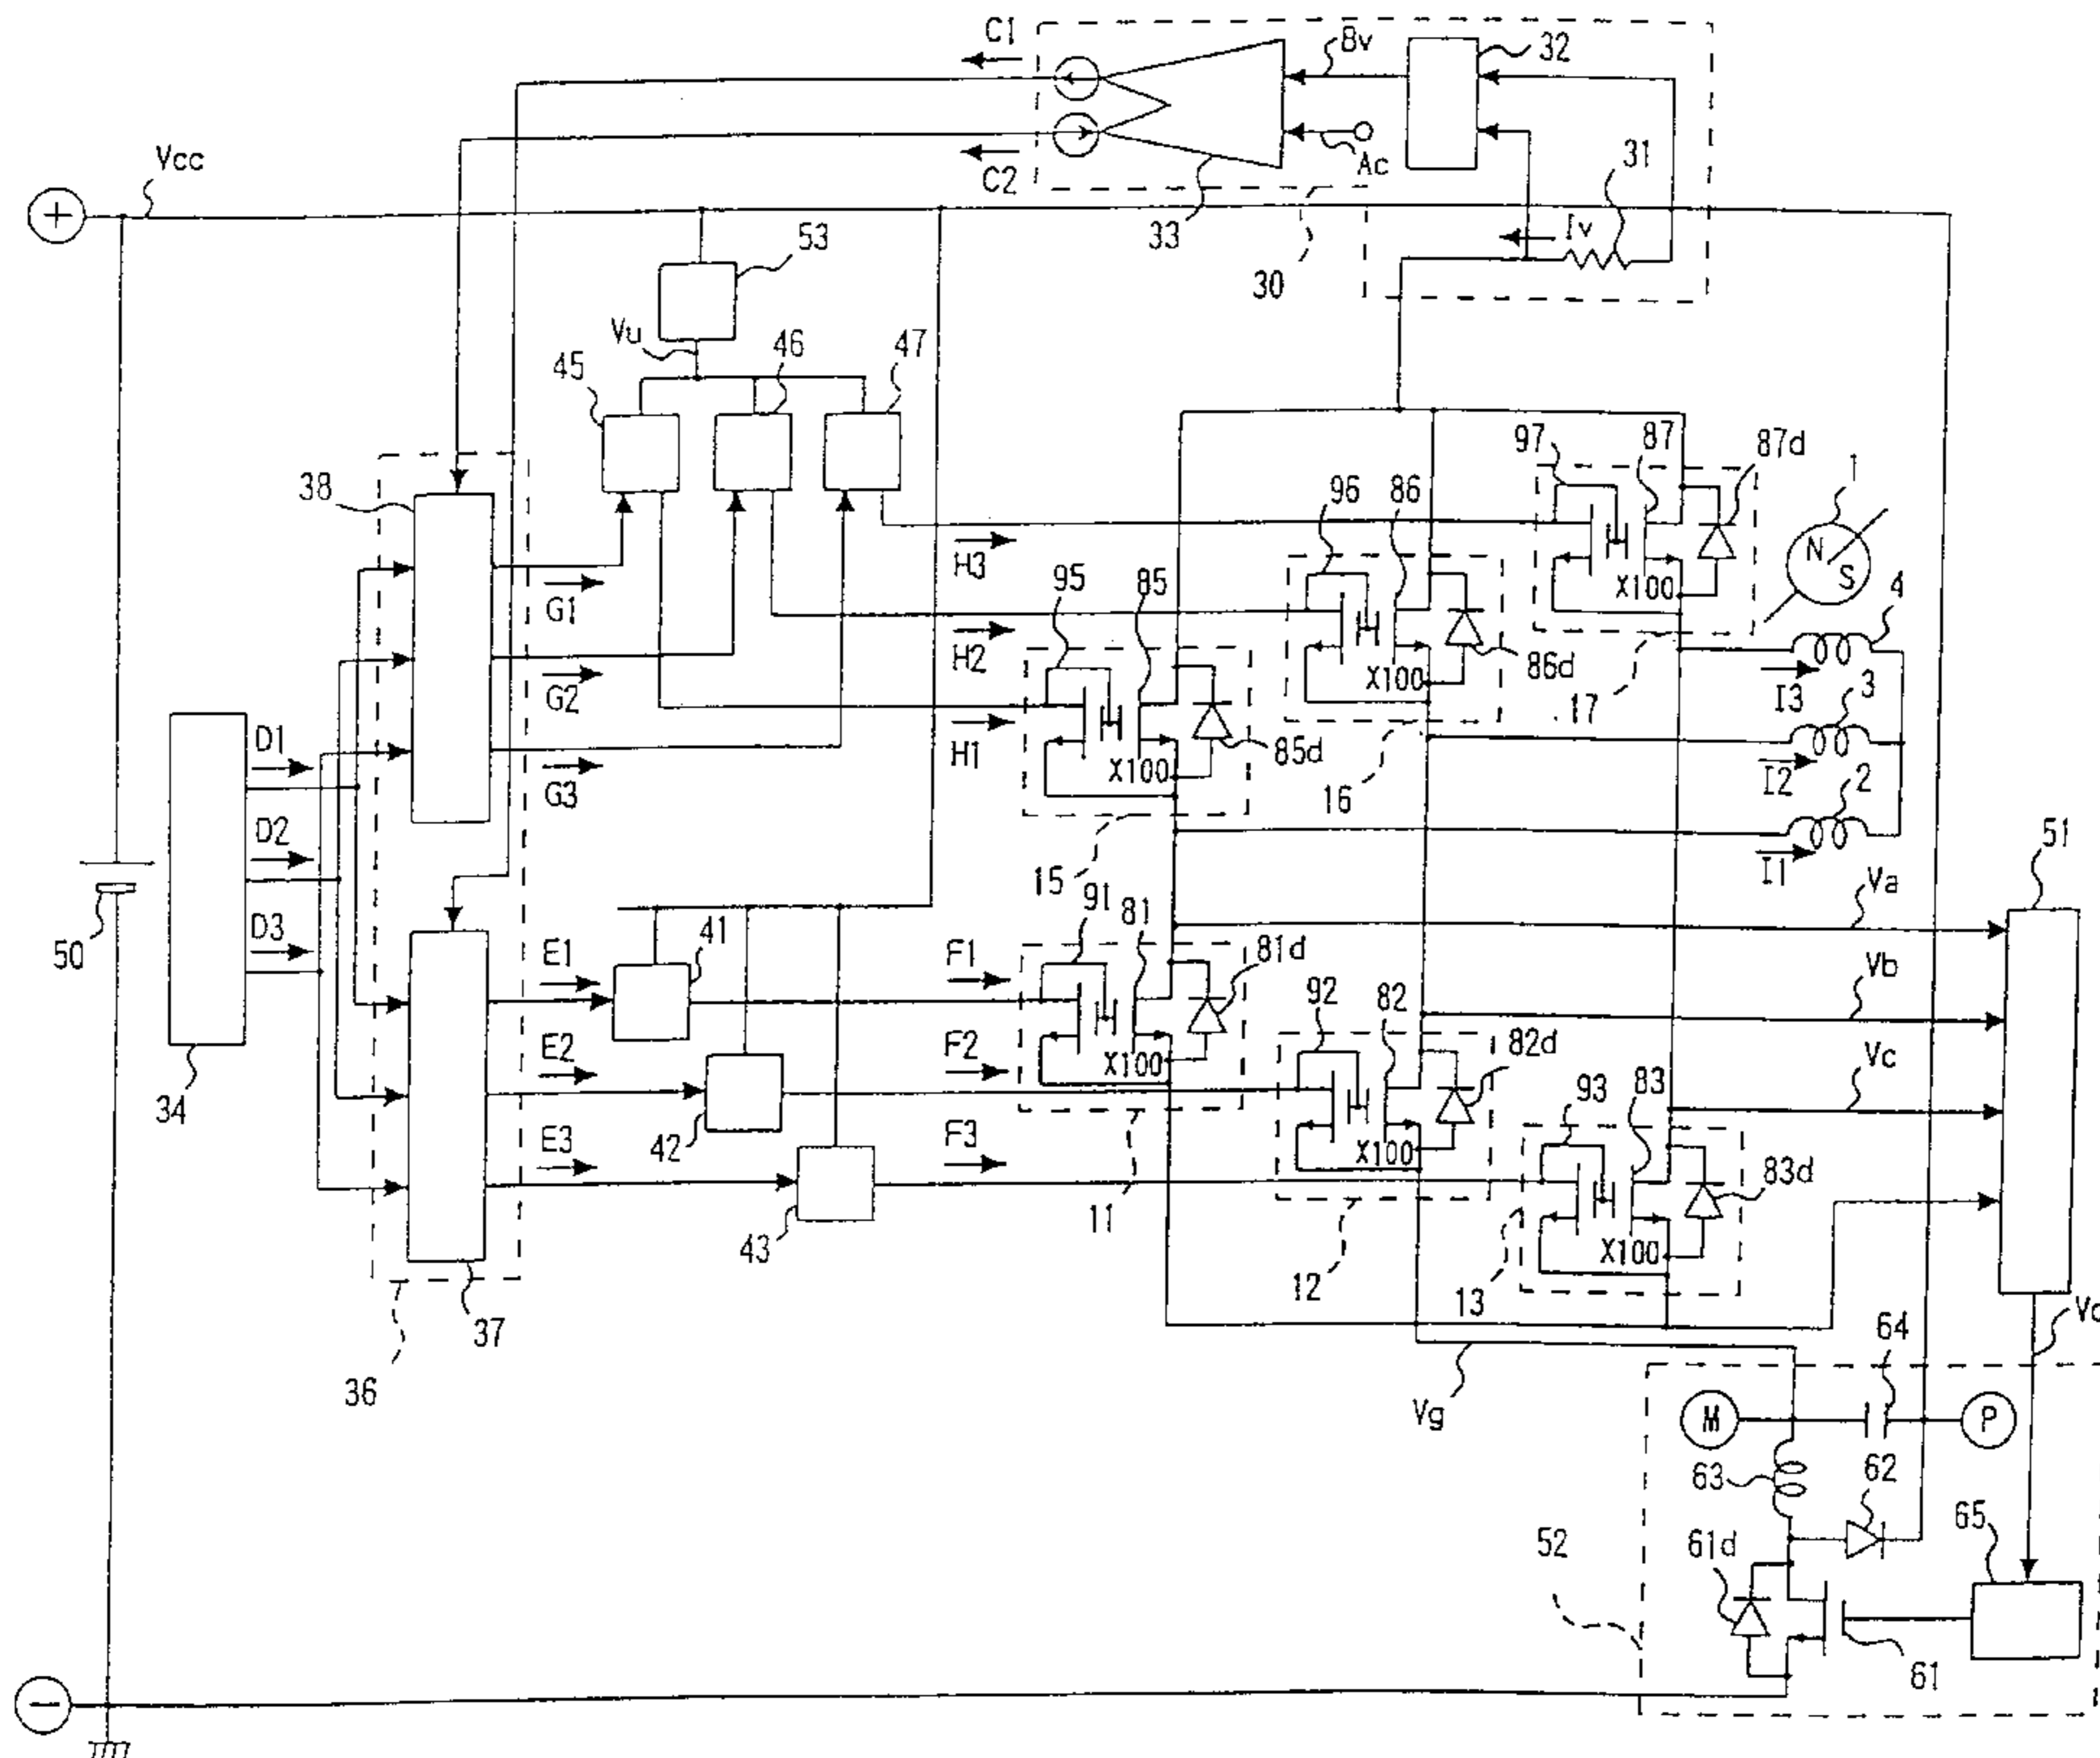 C1
Bv
32
C2
Ac
31
+
Vcc
33
Iv
53
30
Vu
45
46
47
38
97
87
87d
1
96
86
N
S
H3
95
85
X100
4
G1
H2
X100
86d
17
I3
3
G2
H1
85d
D1
G3
X100
16
I2
2
D2
15
I1
51
91
81
Va
50
D3
E1
41
F1
81d
92
82
Vb
34
E2
F2
X100
82d
Vc
93
83
42
E3
F3
X100
83d
11
43
X100
12
13
37
64
36
Vg
M
P
63
62
52
61d
65
61
−